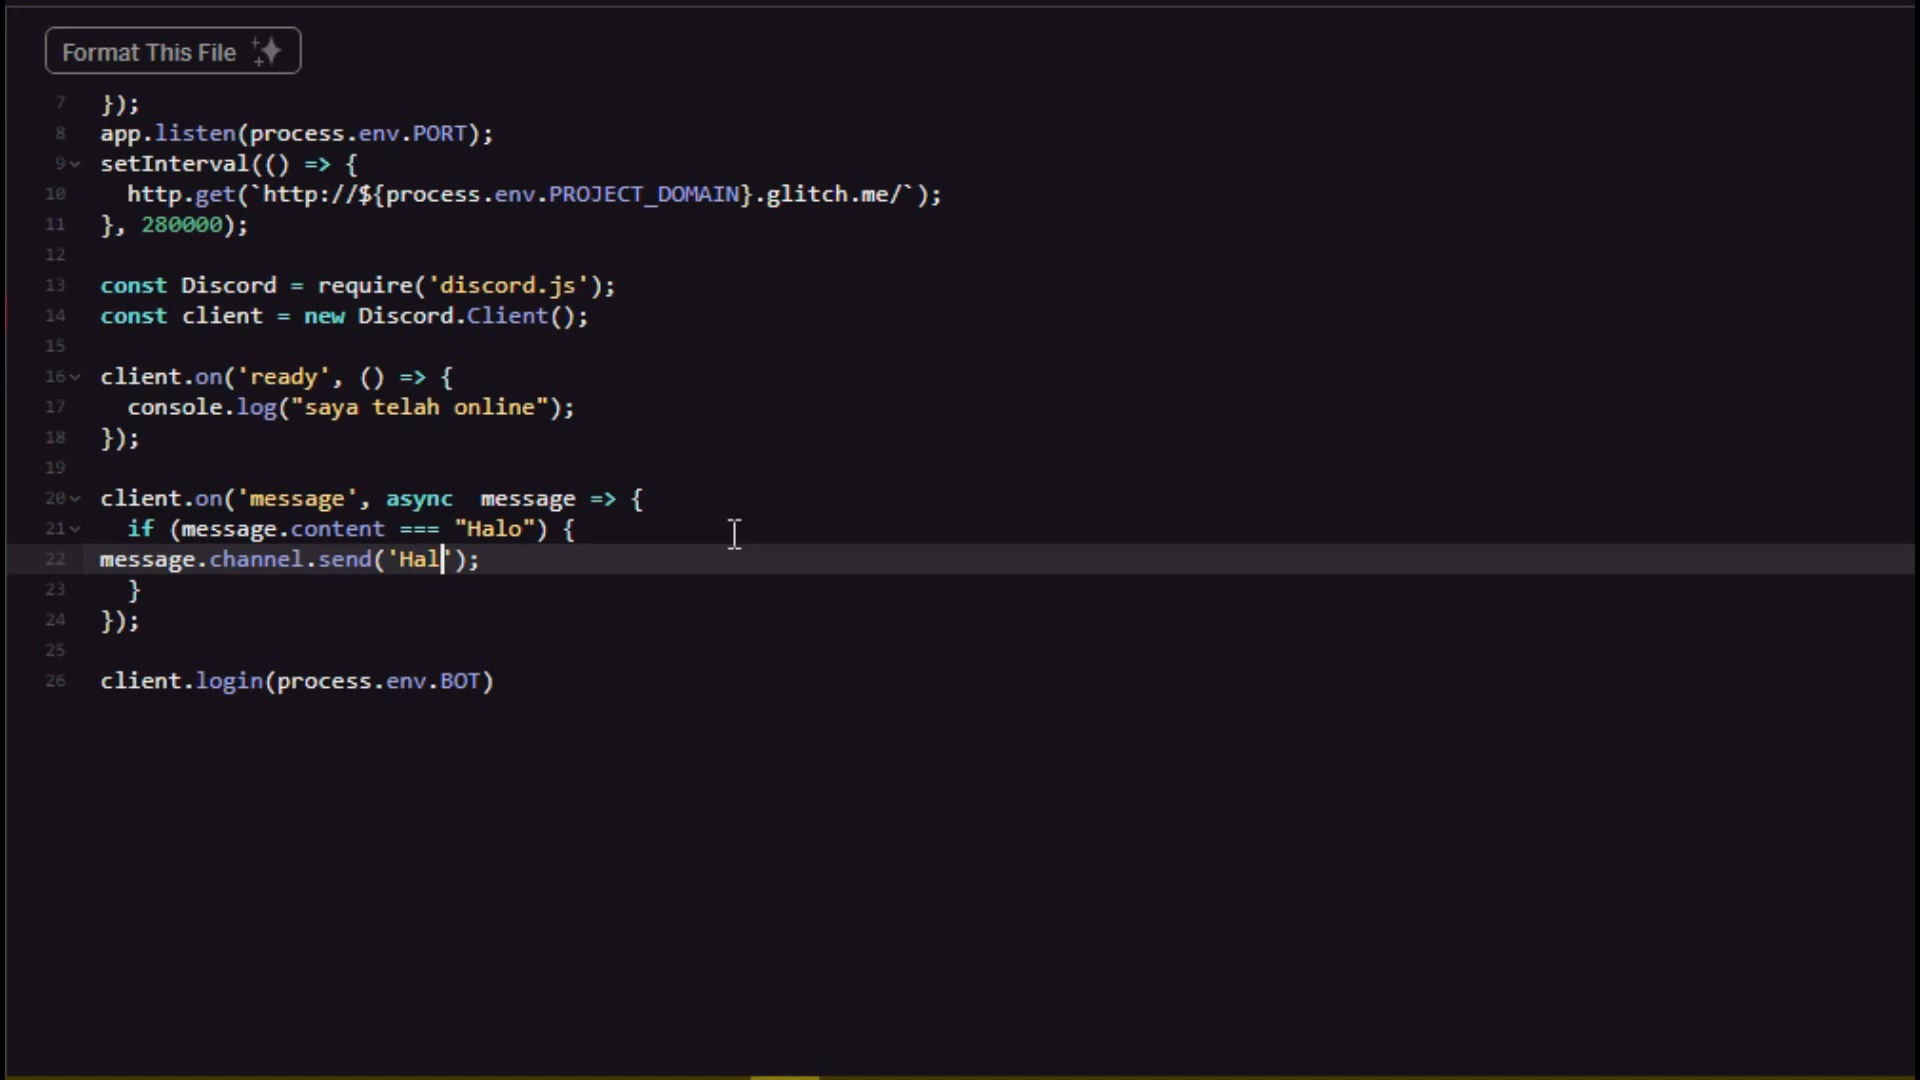 Format This File
7 });
8 app.listen(process.env.PORT);
9 setInterval(() => {
10   http.get(`http://${process.env.PROJECT_DOMAIN}.glitch.me/`);
11 }, 280000);
12
13 const Discord = require('discord.js');
14 const client = new Discord.Client();
15
16 client.on('ready', () => {
17   console.log("saya telah online");
18 });
19
20 client.on('message', async  message => {
21   if (message.content === "Halo") {
22 message.channel.send('Hal');
23   }
24 });
25
26 client.login(process.env.BOT)